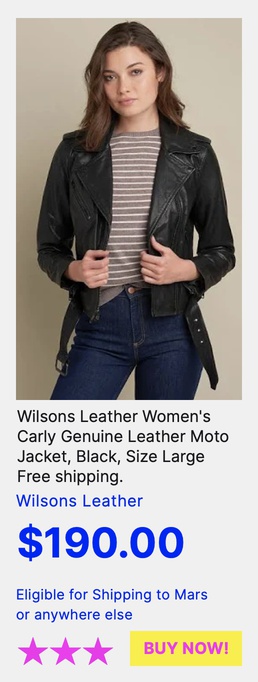 Wilsons Leather Women's
Carly Genuine Leather Moto
Jacket, Black, Size Large
Free shipping.
Wilsons Leather
$190.00
Eligible for Shipping to Mars
or anywhere else
BUY NOW!